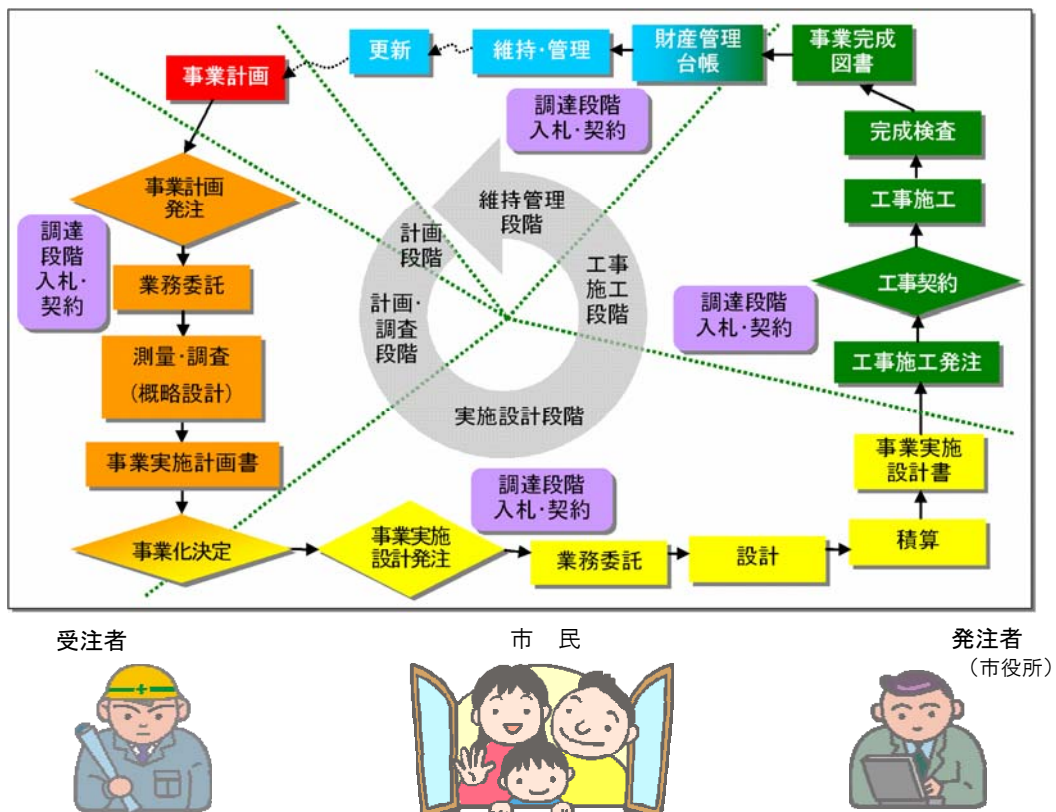 更新
維持・管理
財産管理
台帳
事業完成
図書
事業計画
調達段階
入札・契約
完成検査
事業計画
発注
維持管理
段階
工事施工
調達
段階
入札・
契約
計画
段階
工事
施工
段階
業務委託
計画・
調査
段階
調達段階
入札・契約
工事契約
測量・調査
(概略設計)
工事施工発注
実施設計段階
事業実施計画書
事業実施
設計書
調達段階
入札・契約
事業化決定
事業実施
設計発注
業務委託
設計
積算
受注者
市 民
発注者
(市役所)